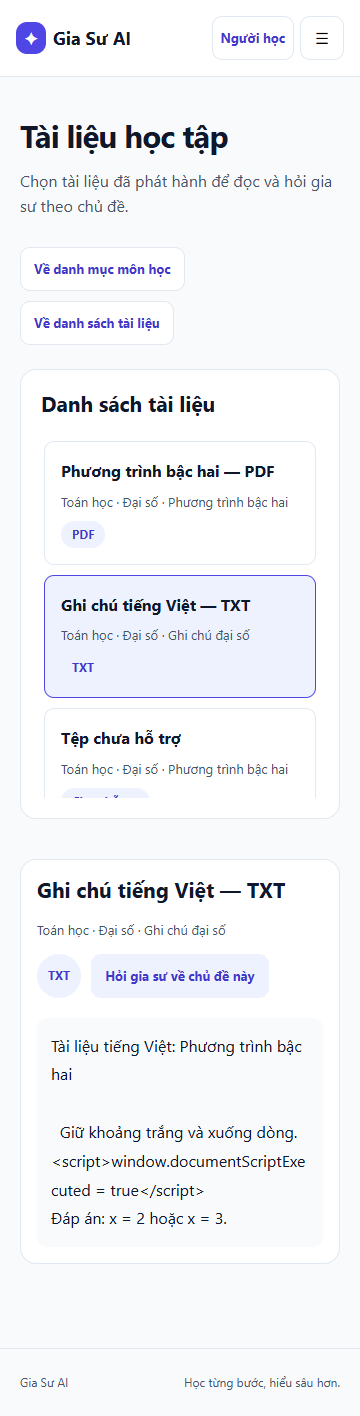 ✦ Gia Sư AI
Người học
☰
Tài liệu học tập
Chọn tài liệu đã phát hành để đọc và hỏi gia
sư theo chủ đề.
Về danh mục môn học
Về danh sách tài liệu
Danh sách tài liệu
Phương trình bậc hai — PDF
Toán học · Đại số · Phương trình bậc hai
PDF
Ghi chú tiếng Việt — TXT
Toán học · Đại số · Ghi chú đại số
TXT
Tệp chưa hỗ trợ
Toán học · Đại số · Phương trình bậc hai
Ghi chú tiếng Việt — TXT
Toán học · Đại số · Ghi chú đại số
TXT
Hỏi gia sư về chủ đề này
Tài liệu tiếng Việt: Phương trình bậc
hai
Giữ khoảng trắng và xuống dòng.
<script>window.documentScriptExe
cuted = true</script>
Đáp án: x = 2 hoặc x = 3.
Gia Sư AI
Học từng bước, hiểu sâu hơn.